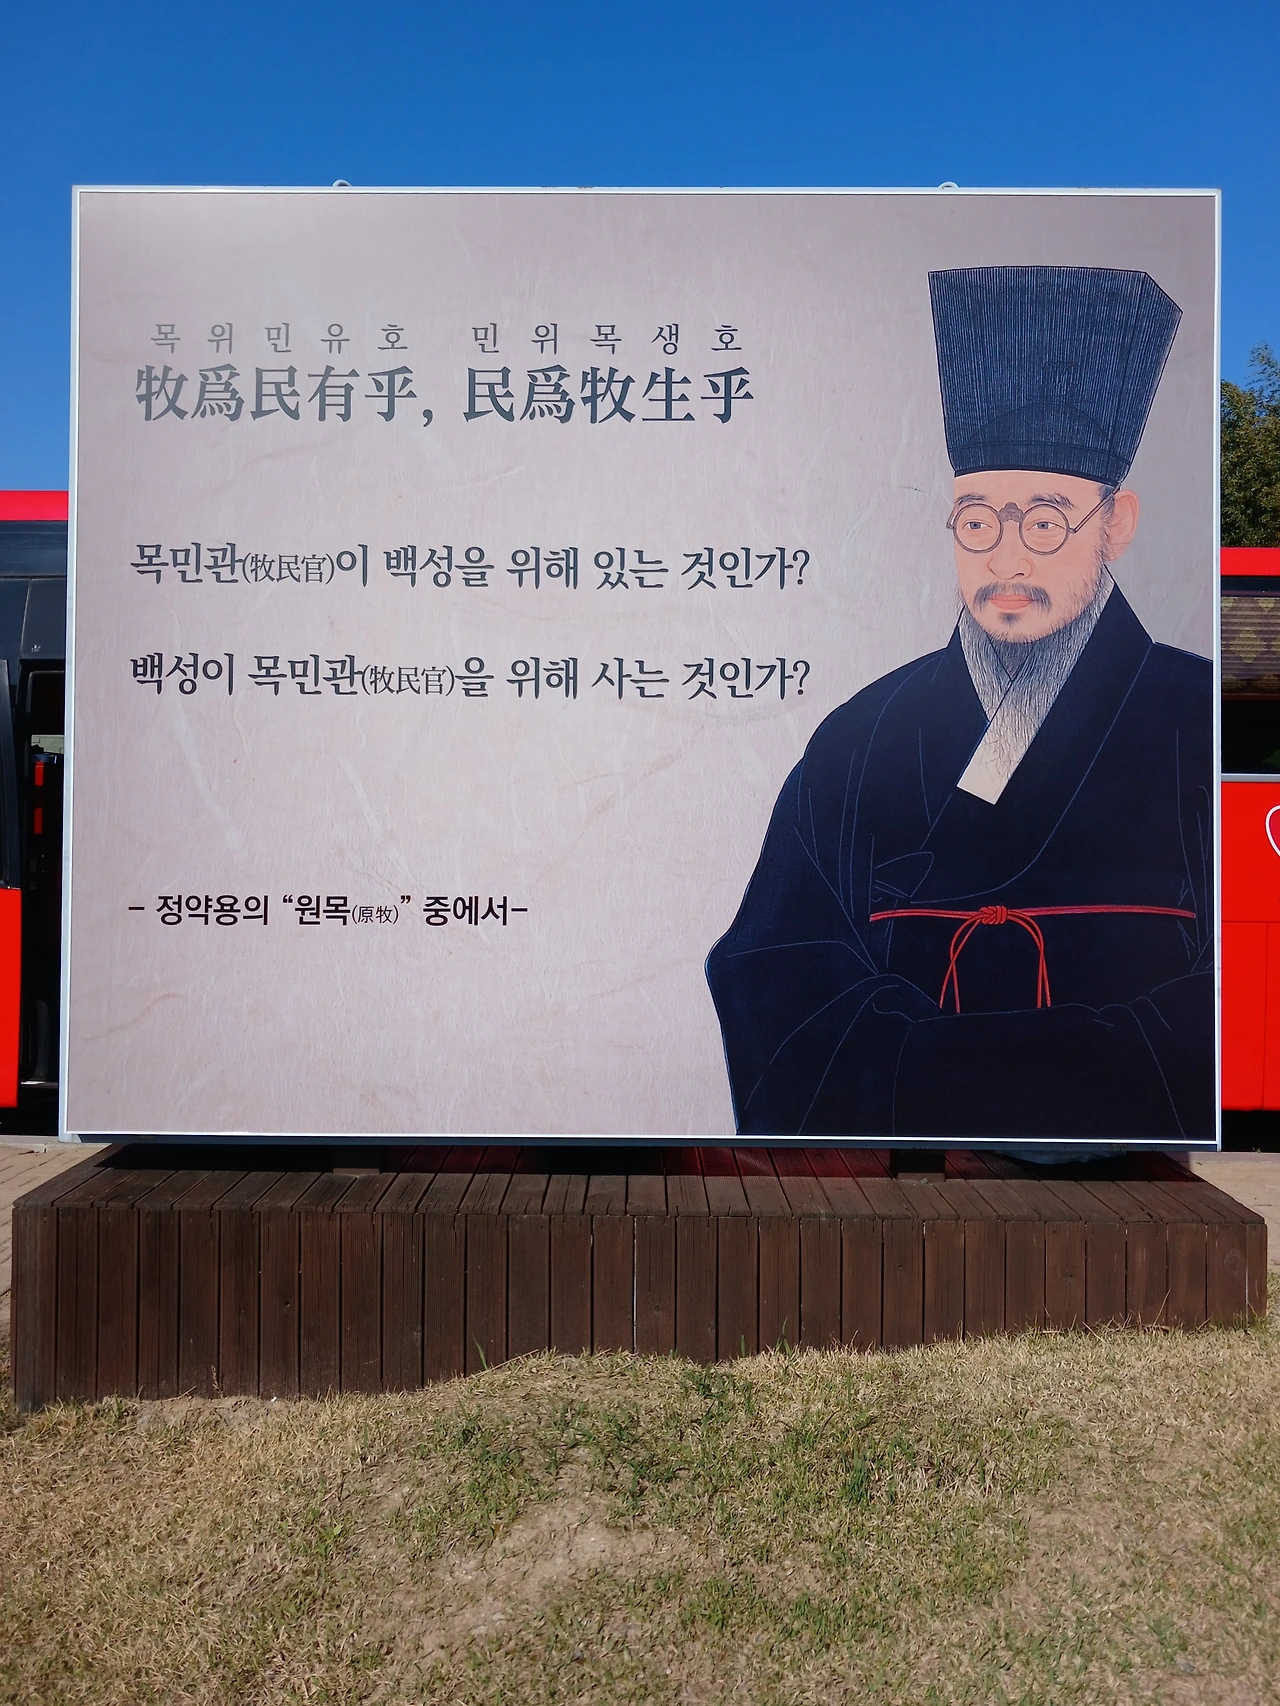 목위민유호 민위목생호
牧爲民有乎, 民爲牧生乎
목민관(牧民官)이 백성을 위해 있는 것인가?
백성이 목민관(牧民官)을 위해 사는 것인가?
- 정약용의 “원목(原牧)” 중에서-